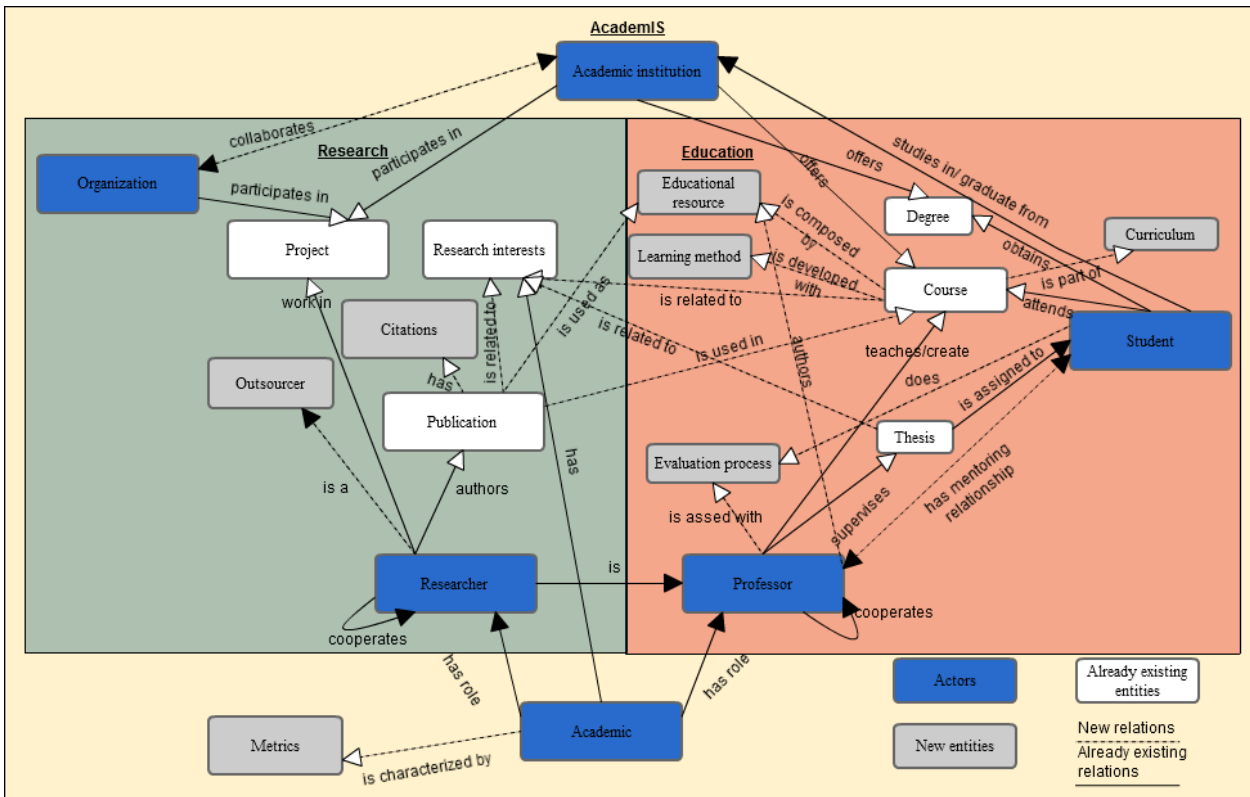 AcademIS
Academic institution
collaborates
participates in
Research
Education
offers
offers
studies in/ graduate from
Organization
participates in
Educational
resource
is composed
by
Degree
Curriculum
Project
Research interests
Learning method
is developed
with
obtains
is part of
Course
work in
is used as
is related to
attends
Citations
is related to
is related to
is used in
teaches/create
Student
Outsourcer
has
authors
does
is assigned to
Publication
Thesis
has
Evaluation process
is a
authors
is assed with
supervises
has mentoring
relationship
Researcher
is
Professor
cooperates
cooperates
has role
has role
Actors
Already existing
entities
Academic
Metrics
is characterized by
New entities
New relations
Already existing
relations